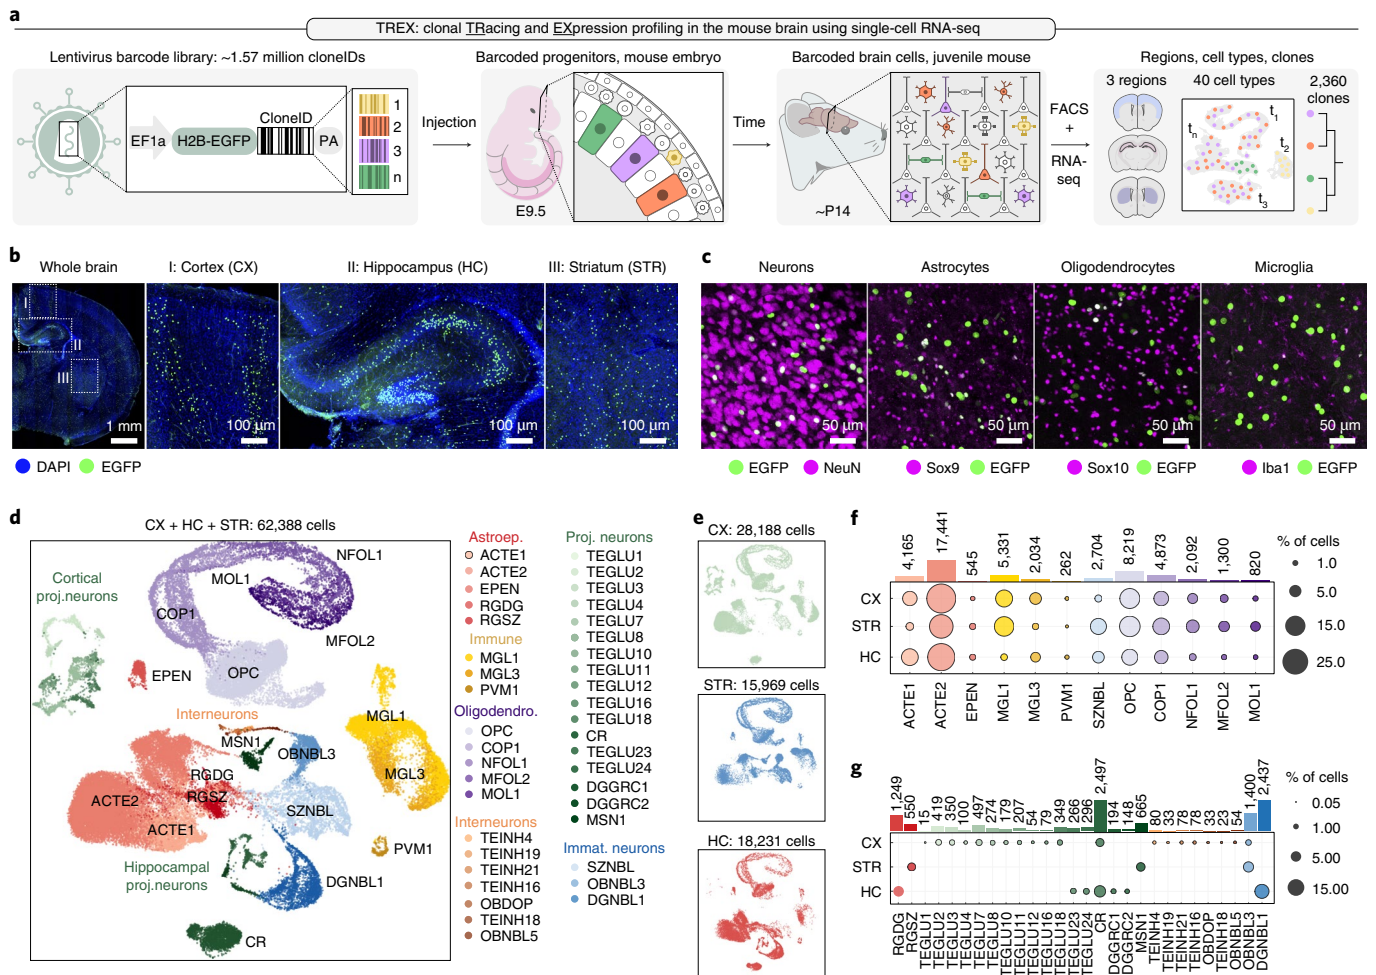 a
TREX: clonal TRacing and EXpression profiling in the mouse brain using single-cell RNA-seq
Lentivirus barcode library: ~1.57 million cloneIDs
Barcoded progenitors, mouse embryo
Barcoded brain cells, juvenile mouse
Regions, cell types, clones
EF1a
H2B-EGFP
CloneID
PA
1
2
3
n
Injection
E9.5
Time
~P14
FACS
+
RNA-
seq
3 regions
40 cell types
2,360
clones
t1
tn
t2
t3
b
Whole brain
I: Cortex (CX)
II: Hippocampus (HC)
III: Striatum (STR)
I
II
III
1 mm
100 µm
100 µm
100 µm
DAPI
EGFP
c
Neurons
Astrocytes
Oligodendrocytes
Microglia
50 µm
50 µm
50 µm
50 µm
EGFP
NeuN
Sox9
EGFP
Sox10
EGFP
Iba1
EGFP
d
CX + HC + STR: 62,388 cells
NFOL1
MOL1
COP1
MFOL2
OPC
Cortical
proj.neurons
EPEN
Interneurons
MSN1
OBNBL3
MGL1
MGL3
RGDG
RGSZ
ACTE2
ACTE1
SZNBL
PVM1
Hippocampal
proj.neurons
DGNBL1
CR
Astroep.
ACTE1
ACTE2
EPEN
RGDG
RGSZ
Immune
MGL1
MGL3
PVM1
Oligodendro.
OPC
COP1
NFOL1
MFOL2
MOL1
Interneurons
TEINH4
TEINH19
TEINH21
TEINH16
OBDOP
TEINH18
OBNBL5
Proj. neurons
TEGLU1
TEGLU2
TEGLU3
TEGLU4
TEGLU7
TEGLU8
TEGLU10
TEGLU11
TEGLU12
TEGLU16
TEGLU18
CR
TEGLU23
TEGLU24
DGGRC1
DGGRC2
MSN1
Immat. neurons
SZNBL
OBNBL3
DGNBL1
e
CX: 28,188 cells
STR: 15,969 cells
HC: 18,231 cells
f
4,165
17,441
545
5,331
2,034
262
2,704
8,219
4,873
2,092
1,300
820
CX
STR
HC
ACTE1
ACTE2
EPEN
MGL1
MGL3
PVM1
SZNBL
OPC
COP1
NFOL1
MFOL2
MOL1
% of cells
1.0
5.0
15.0
25.0
g
1,249
550
15
419
350
100
497
274
179
207
54
79
349
266
296
2,497
194
148
665
80
33
78
78
33
23
54
1,400
2,437
CX
STR
HC
RGDG
RGSZ
TEGLU1
TEGLU2
TEGLU3
TEGLU4
TEGLU7
TEGLU8
TEGLU10
TEGLU11
TEGLU12
TEGLU16
TEGLU18
TEGLU23
TEGLU24
CR
DGGRC1
DGGRC2
MSN1
TEINH4
TEINH19
TEINH21
TEINH16
OBDOP
TEINH18
OBNBL5
OBNBL3
DGNBL1
% of cells
0.05
1.00
5.00
15.00